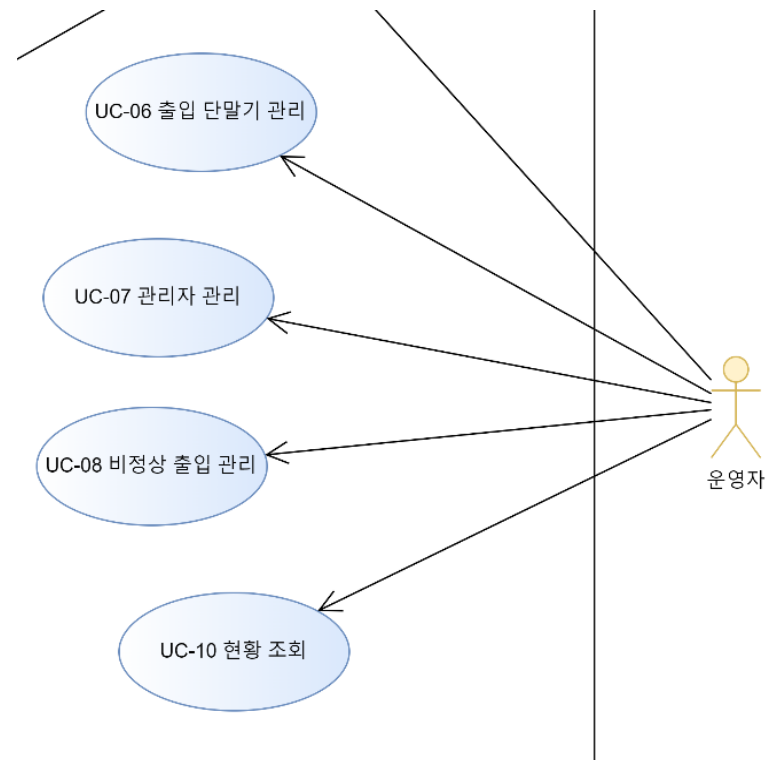 UC-06 출입 단말기 관리
UC-07 관리자 관리
UC-08 비정상 출입 관리
운영자
UC-10 현황 조회